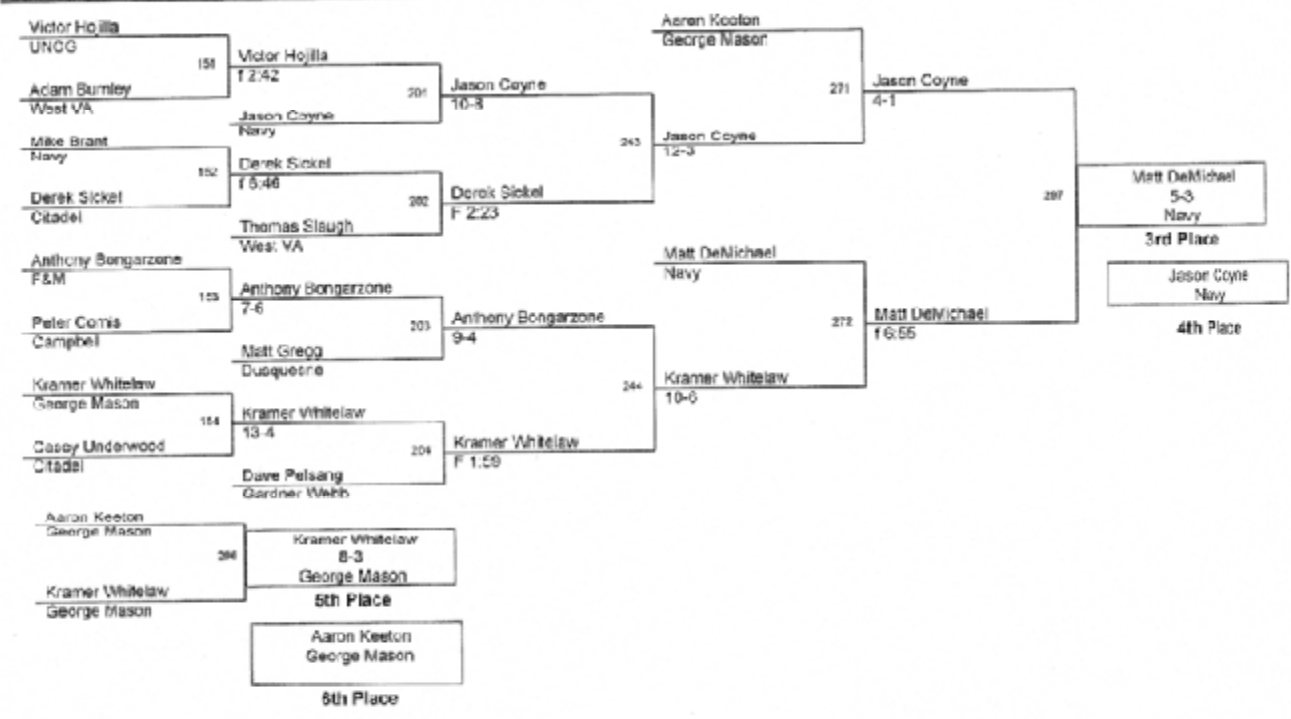 Victor Hojilla
UNCG
151
Adam Burnley
West VA
Victor Hojilla
f 2:42
201
Jason Coyne
Navy
Mike Brant
Navy
152
Derek Sickel
Citadel
Derek Sickel
f 5:46
202
Thomas Slaugh
West VA
Jason Coyne
10-8
243
Derek Sickel
F 2:23
Anthony Bongarzone
F&M
153
Peter Comis
Campbell
Anthony Bongarzone
7-6
203
Matt Gregg
Dusquesne
Kramer Whitelaw
George Mason
154
Casey Underwood
Citadel
Kramer Whitelaw
13-4
204
Dave Pelsang
Gardner Webb
Anthony Bongarzone
9-4
244
Kramer Whitelaw
F 1:59
Aaron Keeton
George Mason
271
Jason Coyne
12-3
Matt DeMichael
Navy
272
Kramer Whitelaw
10-6
Jason Coyne
4-1
297
Matt DeMichael
f 6:55
Matt DeMichael
5-3
Navy
3rd Place
Jason Coyne
Navy
4th Place
Aaron Keeton
George Mason
Kramer Whitelaw
George Mason
Kramer Whitelaw
8-3
George Mason
5th Place
Aaron Keeton
George Mason
6th Place